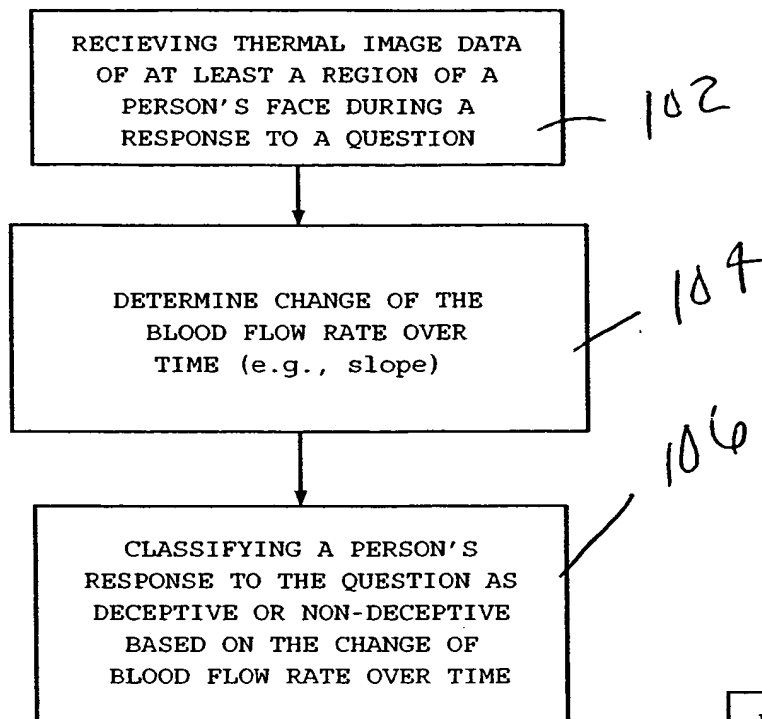 RECIEVING THERMAL IMAGE DATA
OF AT LEAST A REGION OF A
PERSON'S FACE DURING A
RESPONSE TO A QUESTION
102
DETERMINE CHANGE OF THE
BLOOD FLOW RATE OVER
TIME (e.g., slope)
104
CLASSIFYING A PERSON'S
RESPONSE TO THE QUESTION AS
DECEPTIVE OR NON-DECEPTIVE
BASED ON THE CHANGE OF
BLOOD FLOW RATE OVER TIME
106